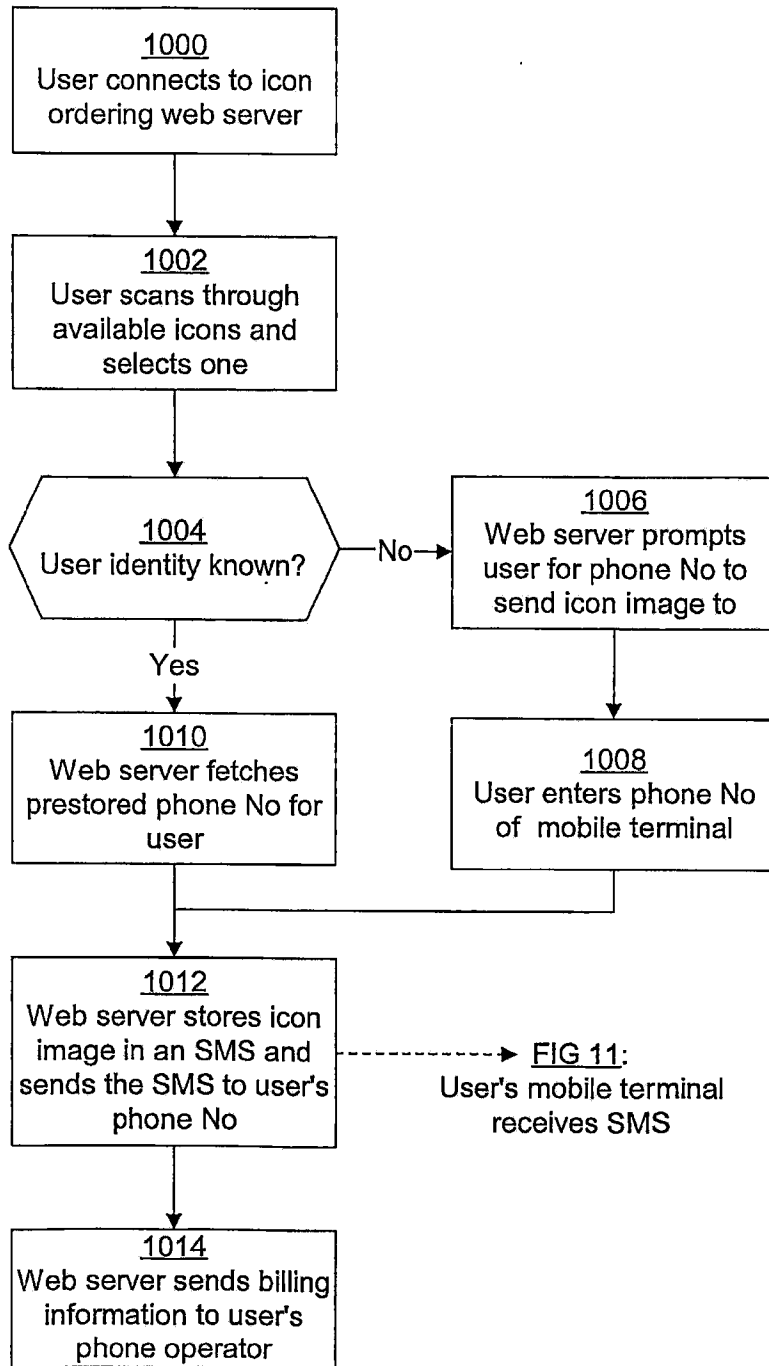 1000
User connects to icon
ordering web server
1002
User scans through
available icons and
selects one
1004
User identity known?
No
1006
Web server prompts
user for phone No to
send icon image to
Yes
1010
Web server fetches
prestored phone No for
user
1008
User enters phone No
of mobile terminal
1012
Web server stores icon
image in an SMS and
sends the SMS to user's
phone No
FIG 11:
User's mobile terminal
receives SMS
1014
Web server sends billing
information to user's
phone operator